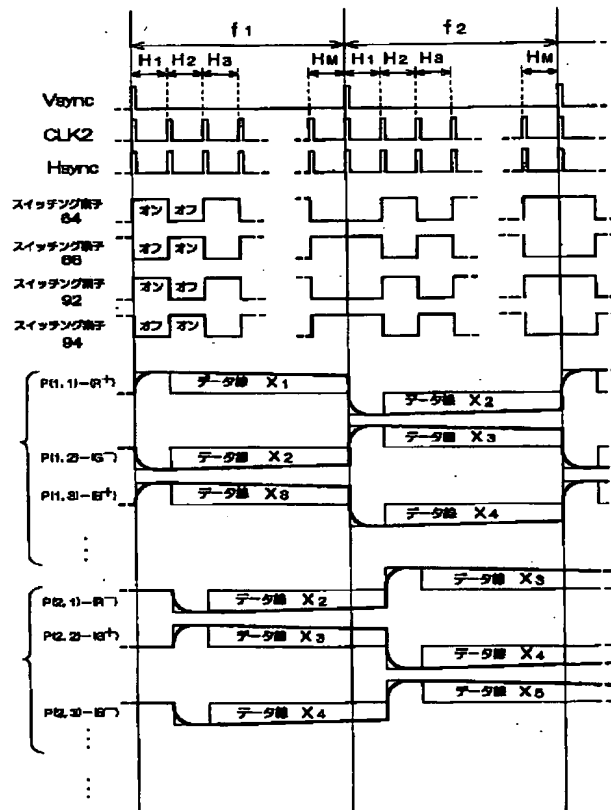 f1 f2
H1 H2 H3 HM H1 H2 H3 HM
Vsync
CLK2
Hsync
スイッチング素子
64
オン オフ
スイッチング素子
66
オフ オン
スイッチング素子
92
オン オフ
スイッチング素子
94
オフ オン
P(1,1)-(R+) データ線 X1 データ線 X2
P(1,2)-(G-) データ線 X2 データ線 X3
P(1,3)-(B+) データ線 X3 データ線 X4
P(2,1)-(R-) データ線 X2 データ線 X3
P(2,2)-(G+) データ線 X3 データ線 X4
P(2,3)-(B-) データ線 X4 データ線 X5